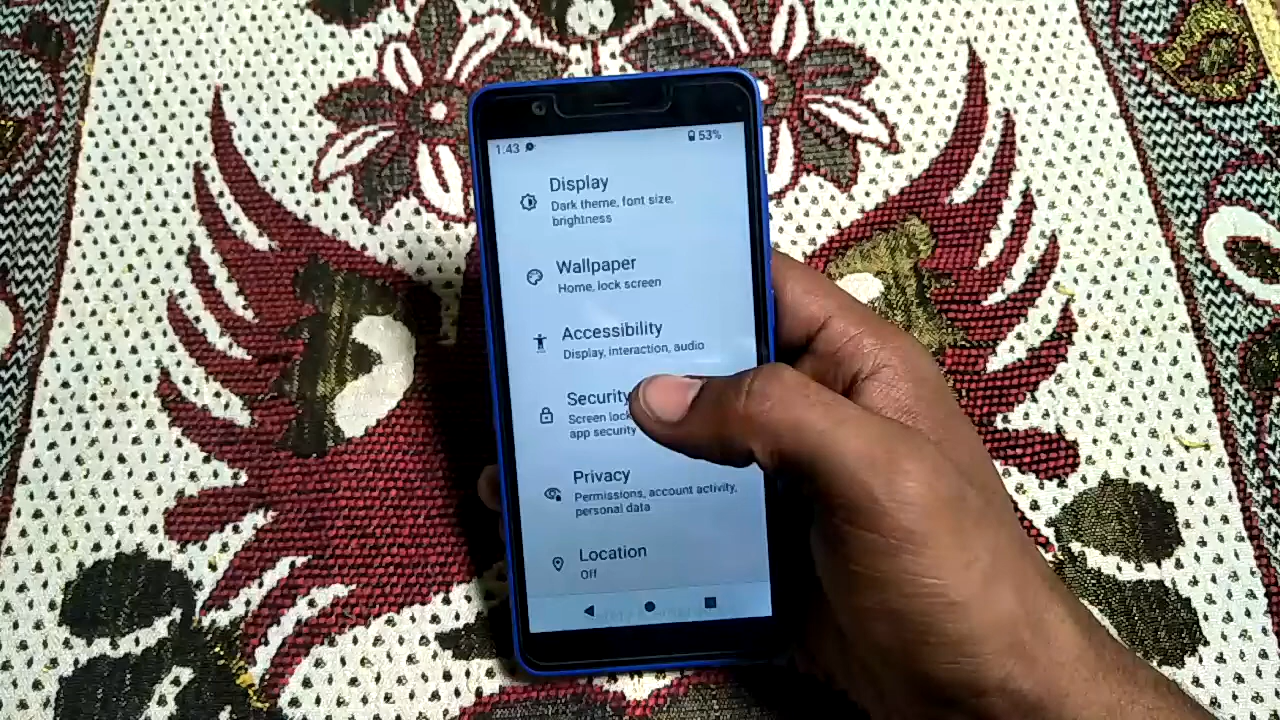 1:43 53%
Display
Dark theme, font size,
brightness
Wallpaper
Home, lock screen
Accessibility
Display, interaction, audio
Security
Screen lock
app security
Privacy
Permissions, account activity,
personal data
Location
Off